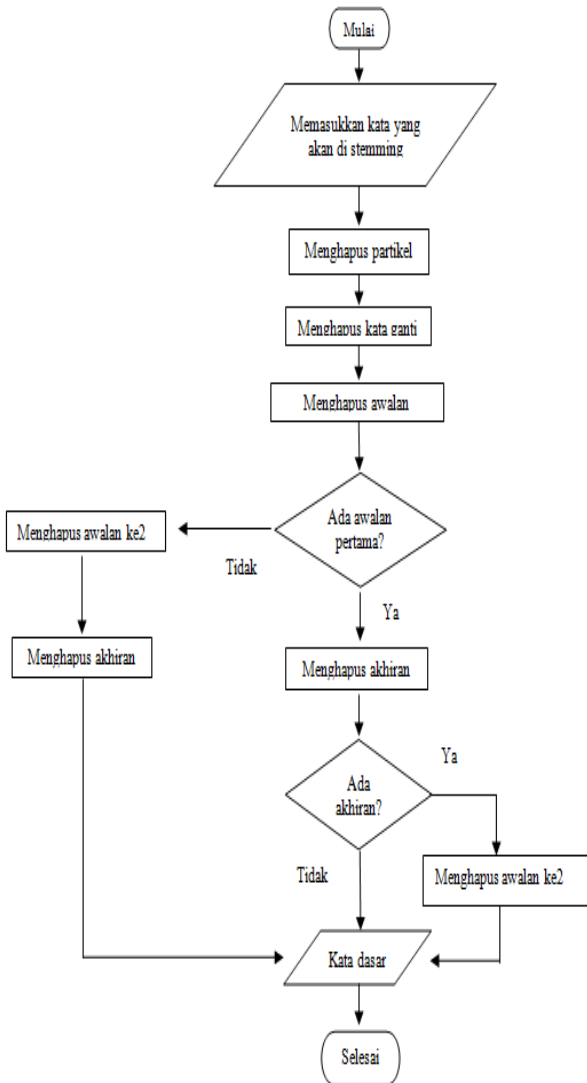 Mulai
Memasukkan kata yang
akan di stemming
Menghapus partikel
Menghapus kata ganti
Menghapus awalan
Ada awalan
pertama?
Menghapus awalan ke2
Tidak
Ya
Menghapus akhiran
Menghapus akhiran
Ya
Ada
akhiran?
Tidak
Menghapus awalan ke2
Kata dasar
Selesai